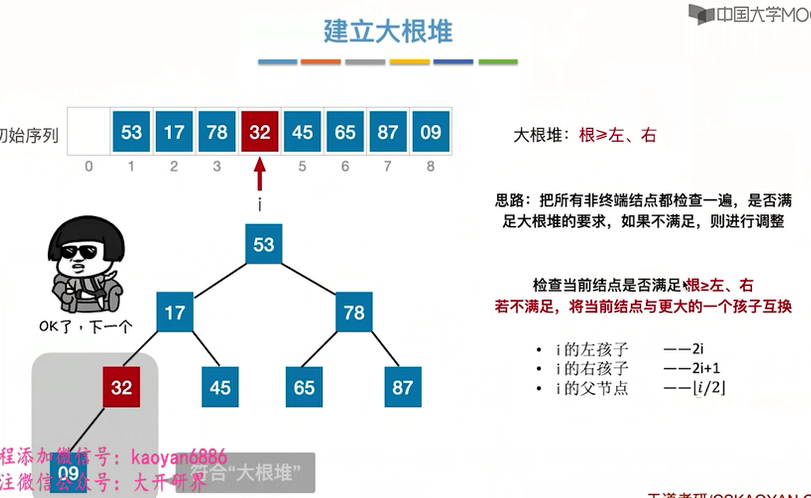 中国大学MOO
建立大根堆
初始序列
53 17 78 32 45 65 87 09
0 1 2 3 5 6 7 8
i
大根堆：根≥左、右
思路：把所有非终端结点都检查一遍，是否满
足大根堆的要求，如果不满足，则进行调整
53
17 78
OK了，下一个
32 45 65 87
09
检查当前结点是否满足根≥左、右
若不满足，将当前结点与更大的一个孩子互换
• i 的左孩子 ——2i
• i 的右孩子 ——2i+1
• i 的父节点 ——⌊i/2⌋
程添加微信号：kaoyan6886
注微信公众号：大开研界
符合“大根堆”